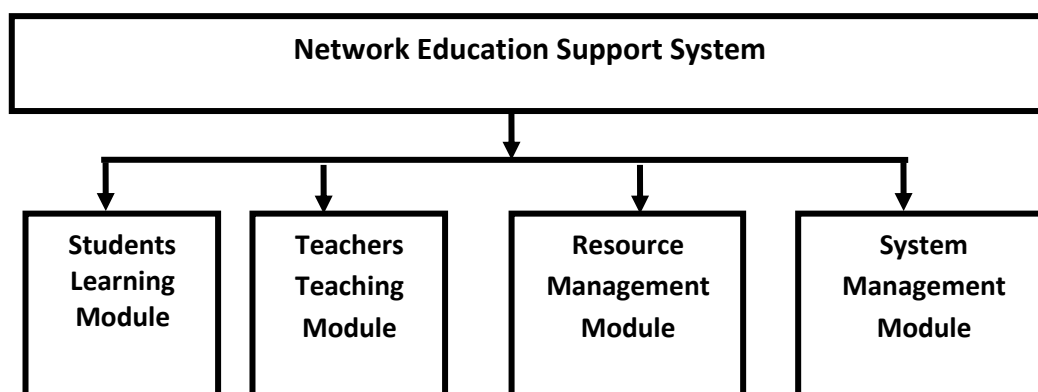 Network Education Support System
Students
Learning
Module
Teachers
Teaching
Module
Resource
Management
Module
System
Management
Module